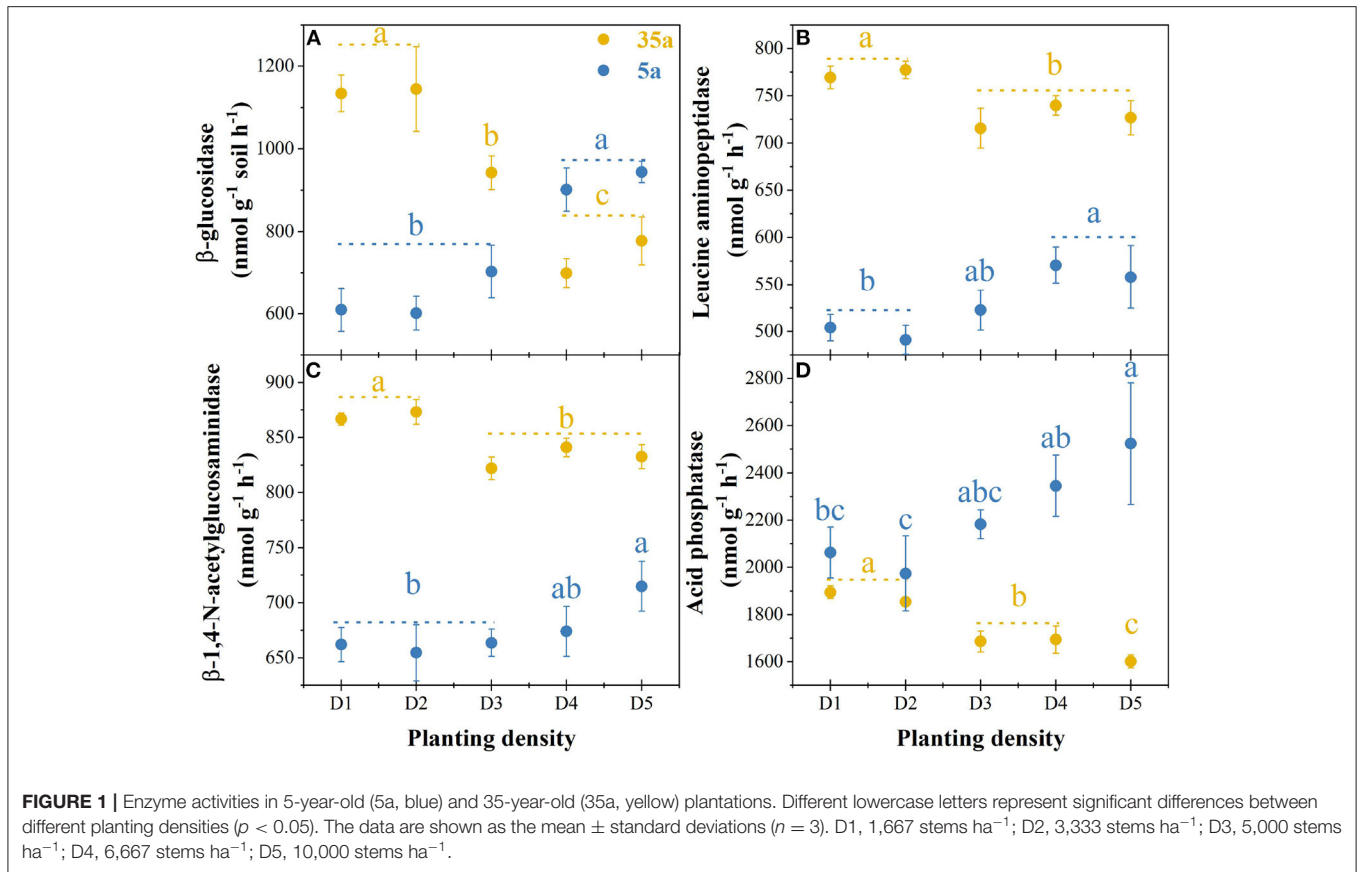 A
a
35a
5a
b
a
c
b
1200
1000
800
600
β-glucosidase
(nmol g⁻¹ soil h⁻¹)
B
a
b
a
ab
b
800
750
700
650
600
550
500
Leucine aminopeptidase
(nmol g⁻¹ h⁻¹)
C
a
b
a
ab
b
900
850
825
750
700
650
β-1,4-N-acetylglucosaminidase
(nmol g⁻¹ h⁻¹)
D1
D2
D3
D4
D5
Planting density
D
a
ab
abc
bc
c
a
b
c
2800
2600
2400
2200
2000
1800
1600
Acid phosphatase
(nmol g⁻¹ h⁻¹)
D1
D2
D3
D4
D5
Planting density
FIGURE 1 | Enzyme activities in 5-year-old (5a, blue) and 35-year-old (35a, yellow) plantations. Different lowercase letters represent significant differences between
different planting densities (p < 0.05). The data are shown as the mean ± standard deviations (n = 3). D1, 1,667 stems ha⁻¹; D2, 3,333 stems ha⁻¹; D3, 5,000 stems
ha⁻¹; D4, 6,667 stems ha⁻¹; D5, 10,000 stems ha⁻¹.